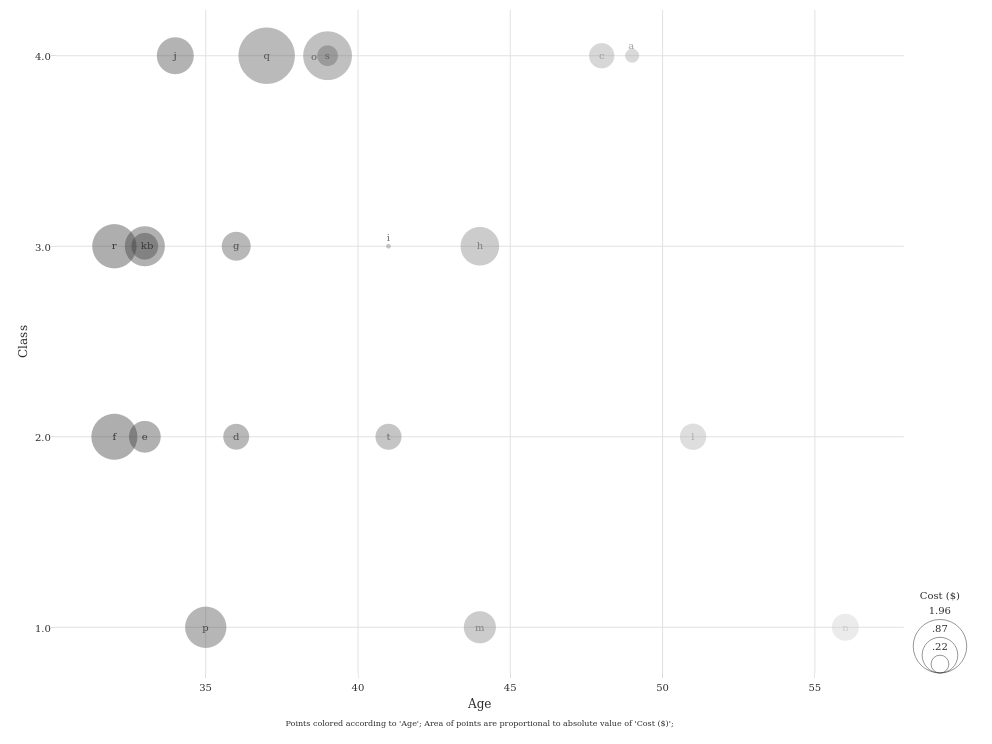 4.0
3.0
2.0
1.0
Class
j
q
o
s
c
a
r
kb
g
i
h
f
e
d
t
l
p
m
n
35
40
45
50
55
Age
Cost ($)
1.96
.87
.22
Points colored according to 'Age'; Area of points are proportional to absolute value of 'Cost ($)';